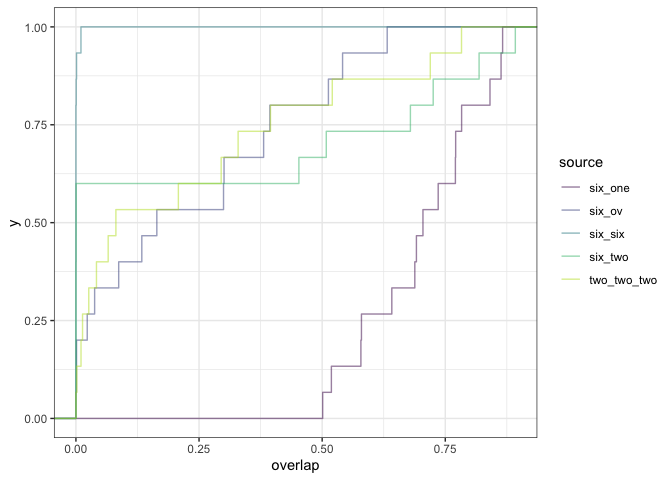 1.00
0.75
0.50
0.25
0.00
y
0.00 0.25 0.50 0.75
overlap
source
six_one
six_ov
six_six
six_two
two_two_two